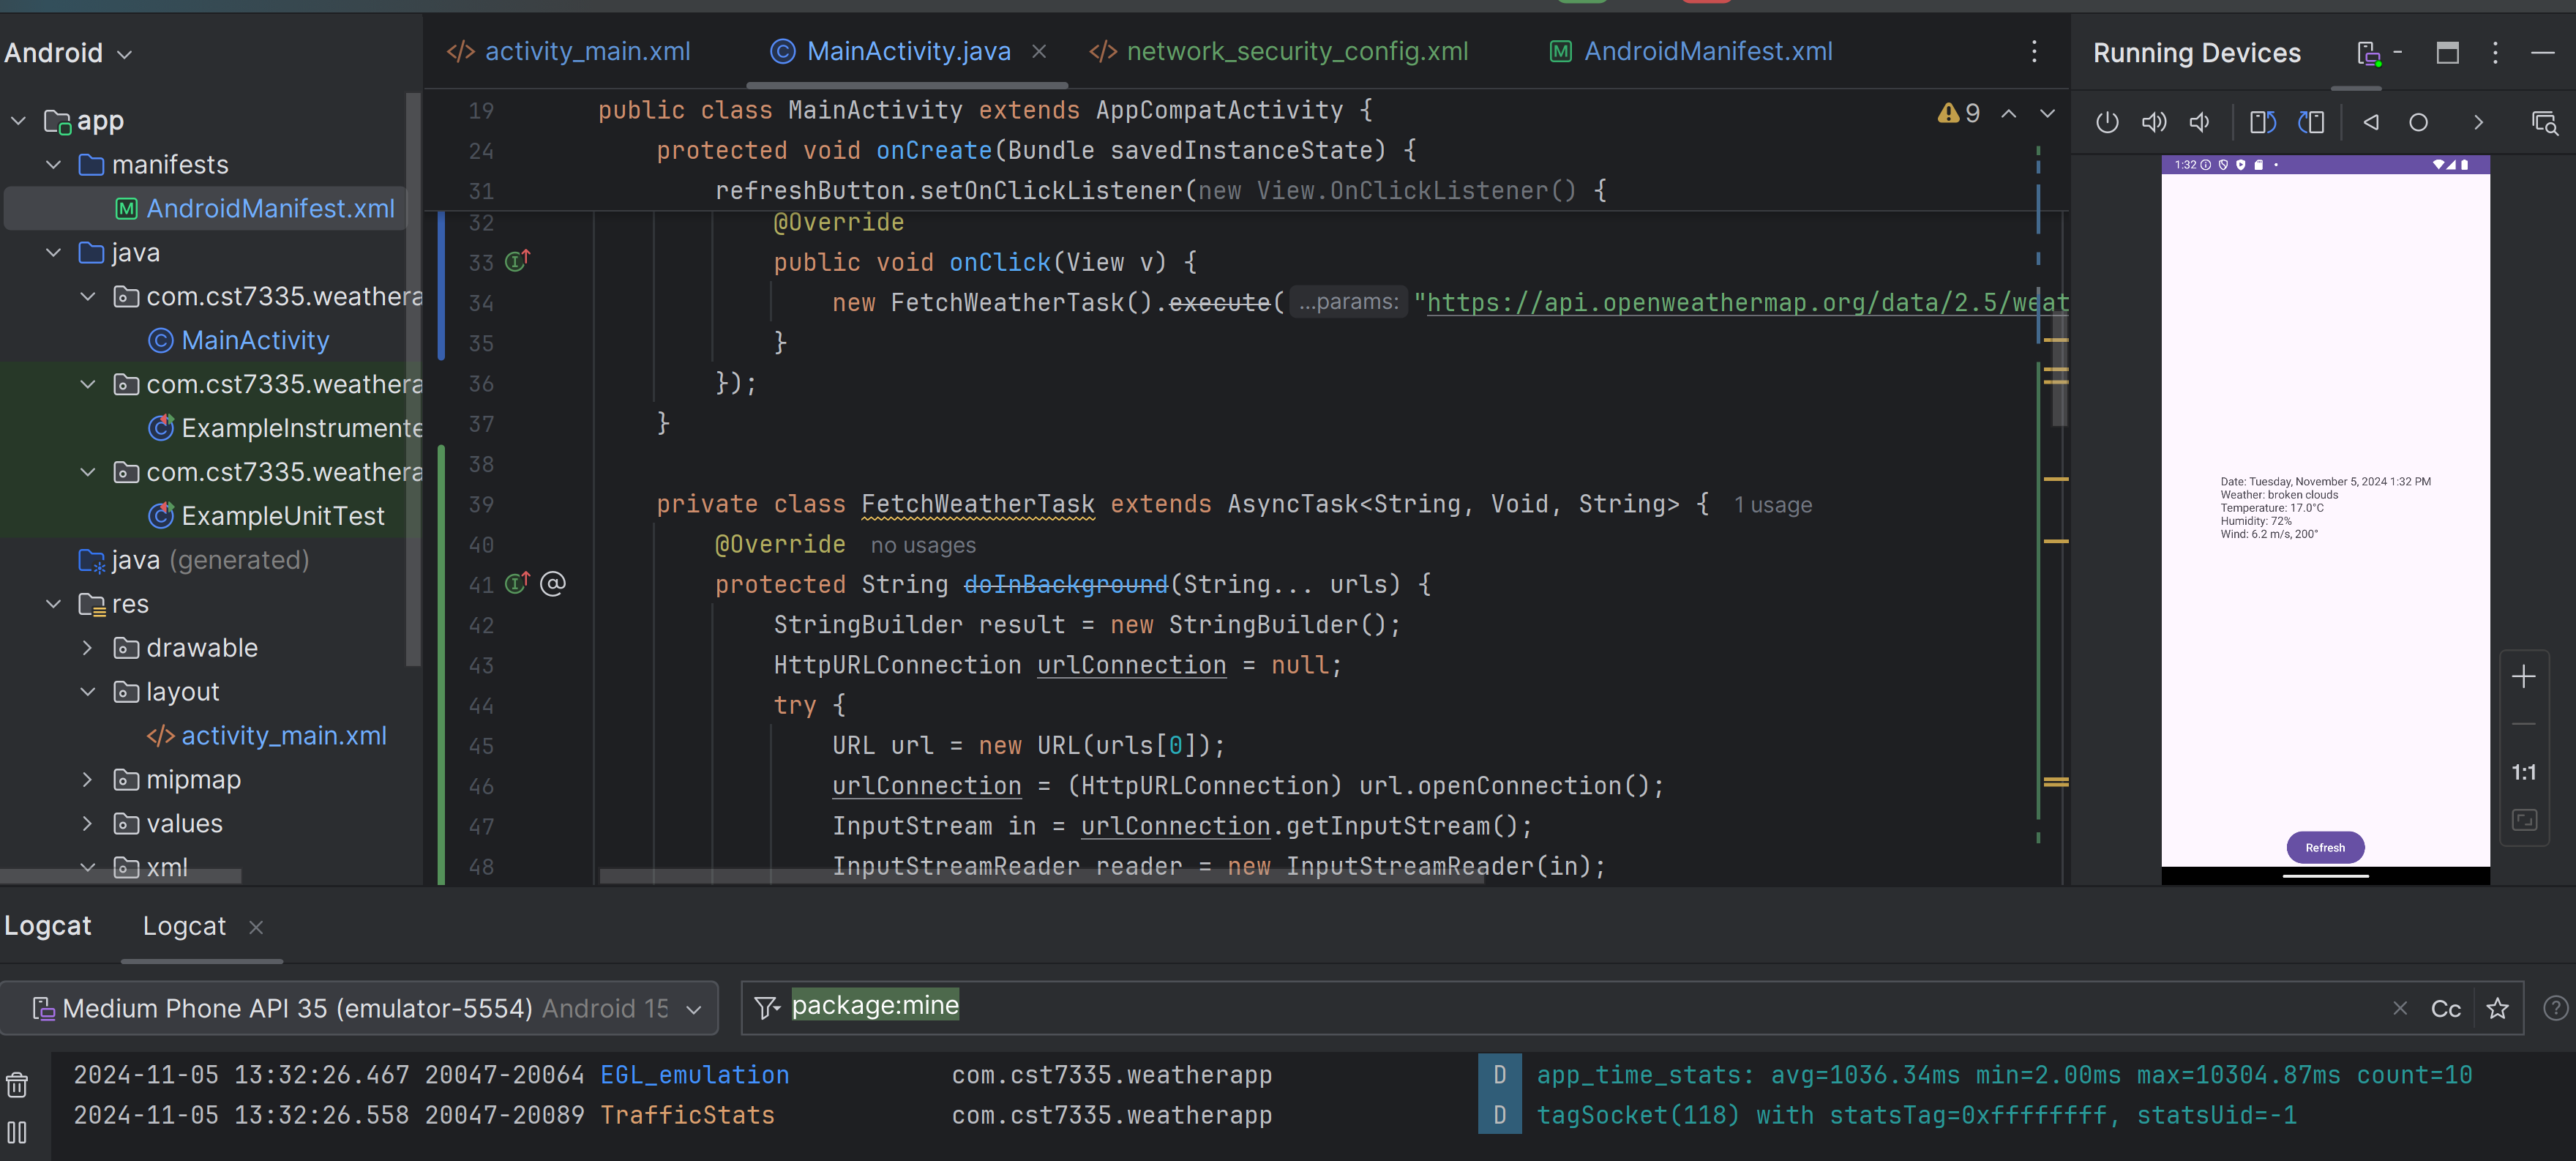 Android
app
manifests
AndroidManifest.xml
java
com.cst7335.weathera
MainActivity
com.cst7335.weathera
ExampleInstrumente
com.cst7335.weathera
ExampleUnitTest
java (generated)
res
drawable
layout
activity_main.xml
mipmap
values
xml
activity_main.xml
MainActivity.java
network_security_config.xml
AndroidManifest.xml
9
19 public class MainActivity extends AppCompatActivity {
24 protected void onCreate(Bundle savedInstanceState) {
31 refreshButton.setOnClickListener(new View.OnClickListener() {
32 @Override
33 public void onClick(View v) {
34 new FetchWeatherTask().execute( ...params: "https://api.openweathermap.org/data/2.5/weat
35 }
36 });
37 }
38
39 private class FetchWeatherTask extends AsyncTask<String, Void, String> { 1 usage
40 @Override no usages
41 @ protected String doInBackground(String... urls) {
42 StringBuilder result = new StringBuilder();
43 HttpURLConnection urlConnection = null;
44 try {
45 URL url = new URL(urls[0]);
46 urlConnection = (HttpURLConnection) url.openConnection();
47 InputStream in = urlConnection.getInputStream();
48 InputStreamReader reader = new InputStreamReader(in);
Running Devices
1:32
Date: Tuesday, November 5, 2024 1:32 PM
Weather: broken clouds
Temperature: 17.0°C
Humidity: 72%
Wind: 6.2 m/s, 200°
Refresh
1:1
Logcat
Logcat
Medium Phone API 35 (emulator-5554) Android 15
package:mine
Cc
2024-11-05 13:32:26.467 20047-20064 EGL_emulation com.cst7335.weatherapp D app_time_stats: avg=1036.34ms min=2.00ms max=10304.87ms count=10
2024-11-05 13:32:26.558 20047-20089 TrafficStats com.cst7335.weatherapp D tagSocket(118) with statsTag=0xffffffff, statsUid=-1